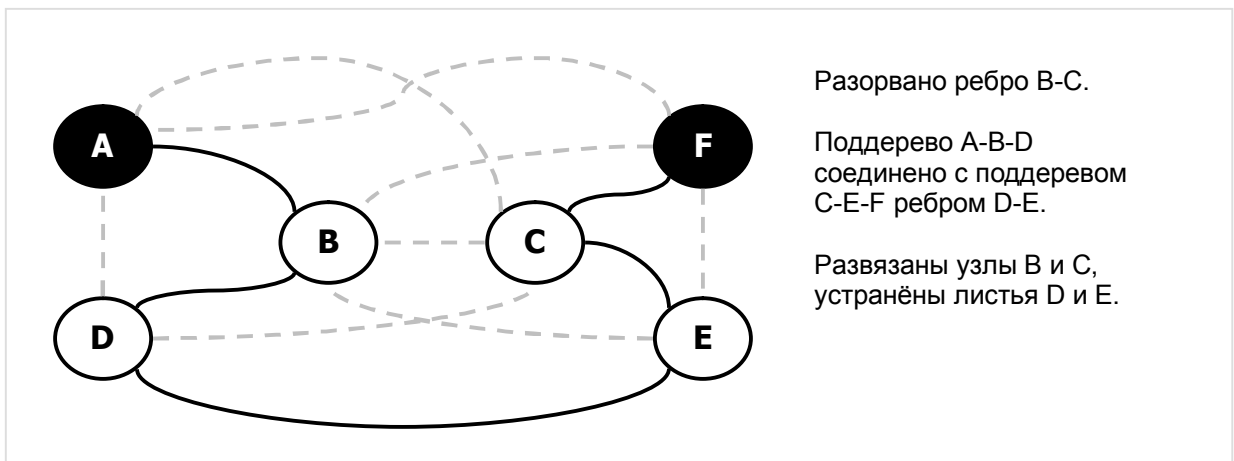 A
F
B
C
D
E
Разорвано ребро B-C.
Поддерево A-B-D
соединено с поддеревом
C-E-F ребром D-E.
Развязаны узлы B и C,
устранёны листья D и E.